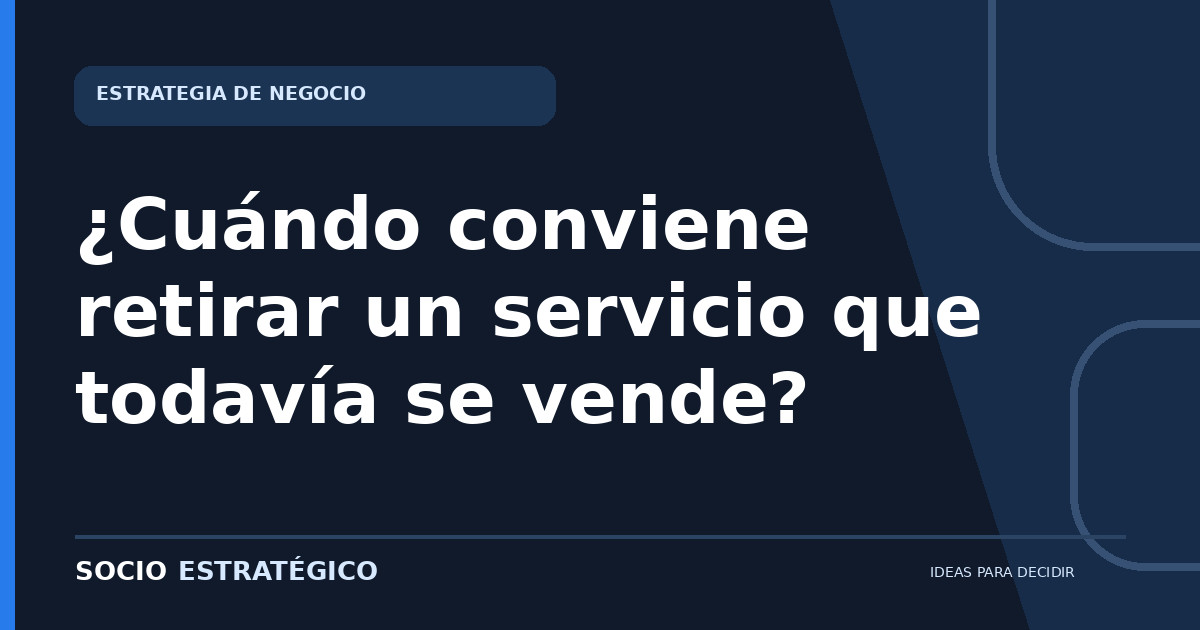 ESTRATEGIA DE NEGOCIO
¿Cuándo conviene
retirar un servicio que
todavía se vende?
SOCIO ESTRATÉGICO
IDEAS PARA DECIDIR